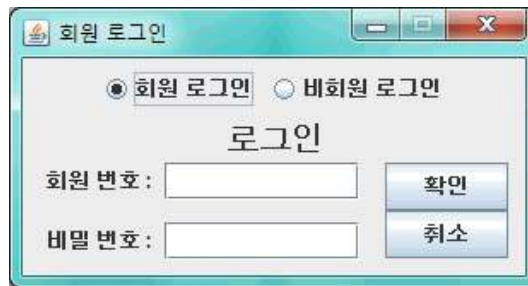 회원 로그인
회원 로그인 비회원 로그인
로그인
회원 번호 : 확인
비밀 번호 : 취소